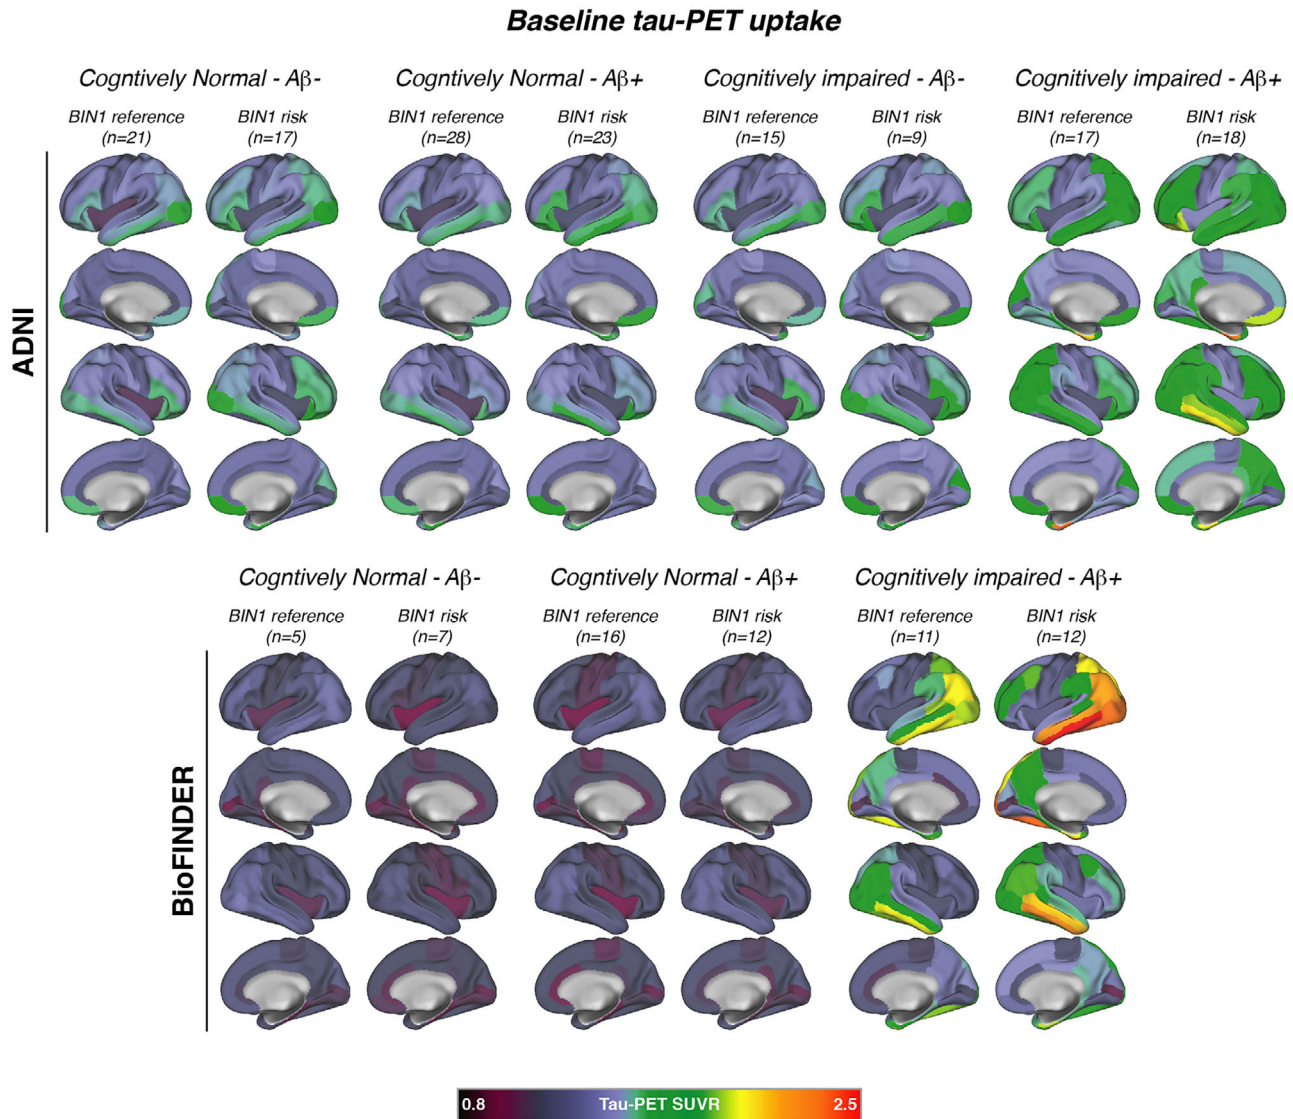 Baseline tau-PET uptake
Cogntively Normal - Aβ-
Cogntively Normal - Aβ+
Cognitively impaired - Aβ-
Cognitively impaired - Aβ+
BIN1 reference
(n=21)
BIN1 risk
(n=17)
BIN1 reference
(n=28)
BIN1 risk
(n=23)
BIN1 reference
(n=15)
BIN1 risk
(n=9)
BIN1 reference
(n=17)
BIN1 risk
(n=18)
ADNI
Cogntively Normal - Aβ-
Cogntively Normal - Aβ+
Cognitively impaired - Aβ+
BIN1 reference
(n=5)
BIN1 risk
(n=7)
BIN1 reference
(n=16)
BIN1 risk
(n=12)
BIN1 reference
(n=11)
BIN1 risk
(n=12)
BioFINDER
0.8 Tau-PET SUVR 2.5